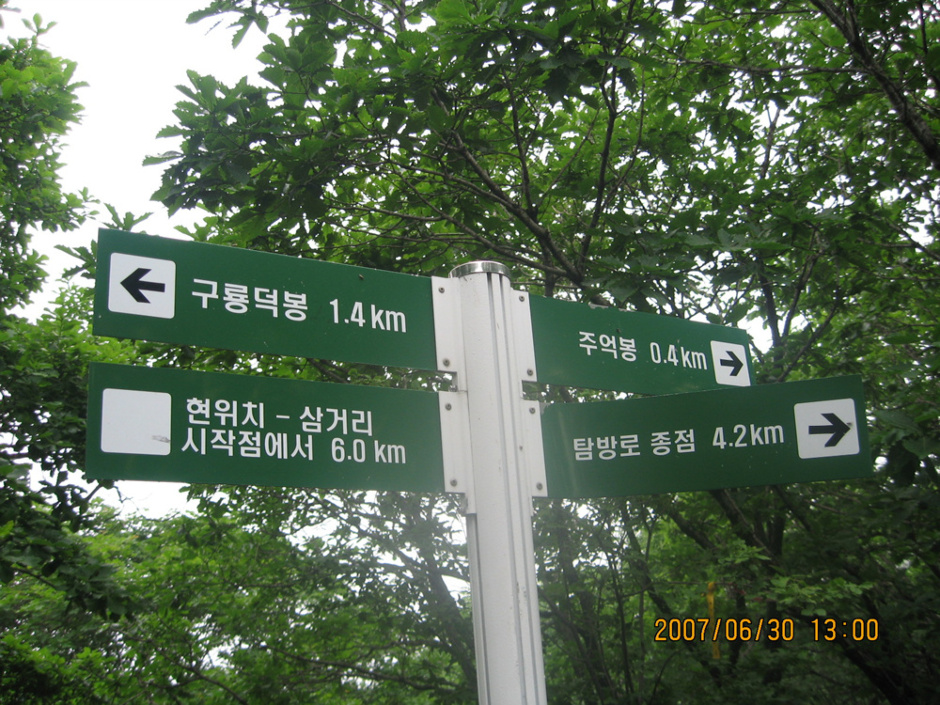 구룡덕봉 1.4 km
현위치 - 삼거리
시작점에서 6.0 km
주억봉 0.4 km
탐방로 종점 4.2 km
2007/06/30 13:00